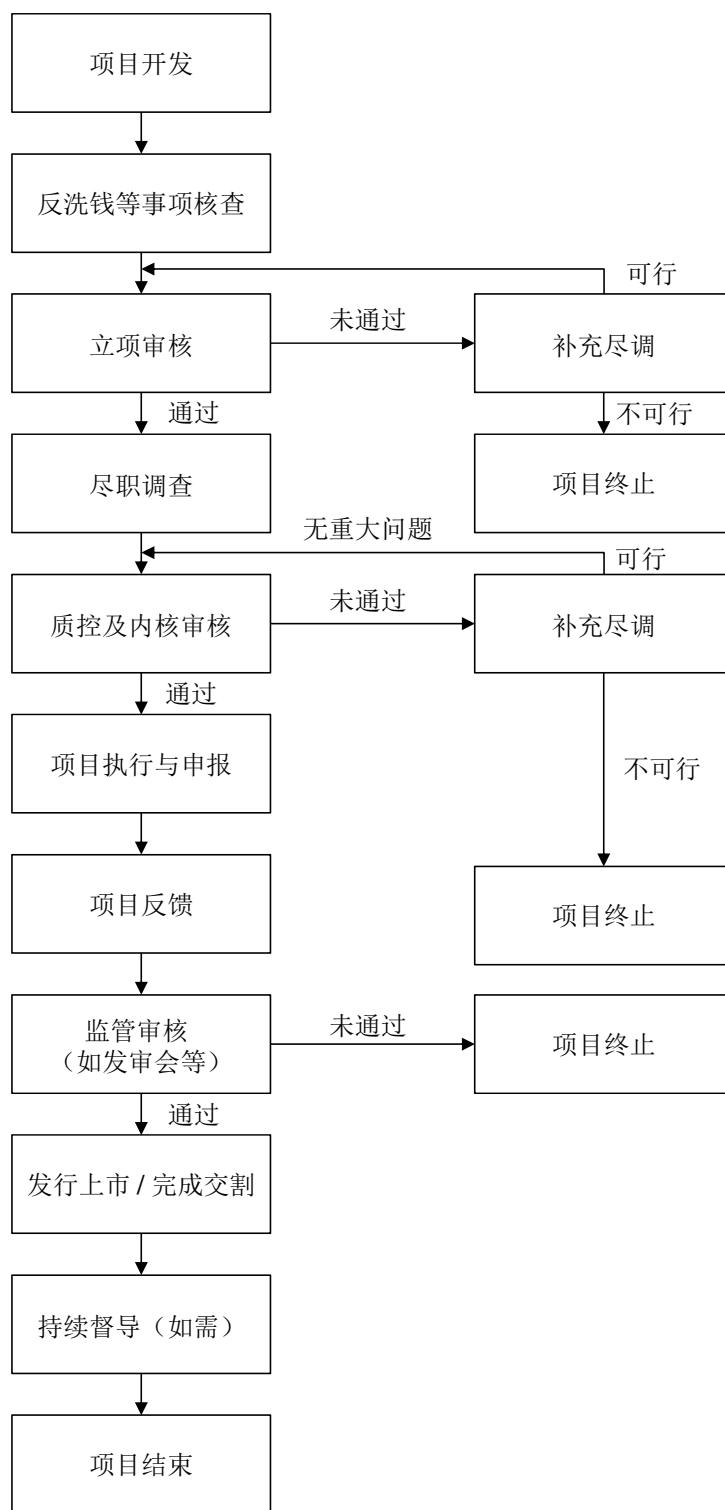 项目开发
反洗钱等事项核查
可行
立项审核
未通过
补充尽调
通过
不可行
尽职调查
项目终止
无重大问题
可行
质控及内核审核
未通过
补充尽调
通过
项目执行与申报
不可行
项目反馈
项目终止
监管审核
（如发审会等）
未通过
项目终止
通过
发行上市 / 完成交割
持续督导（如需）
项目结束